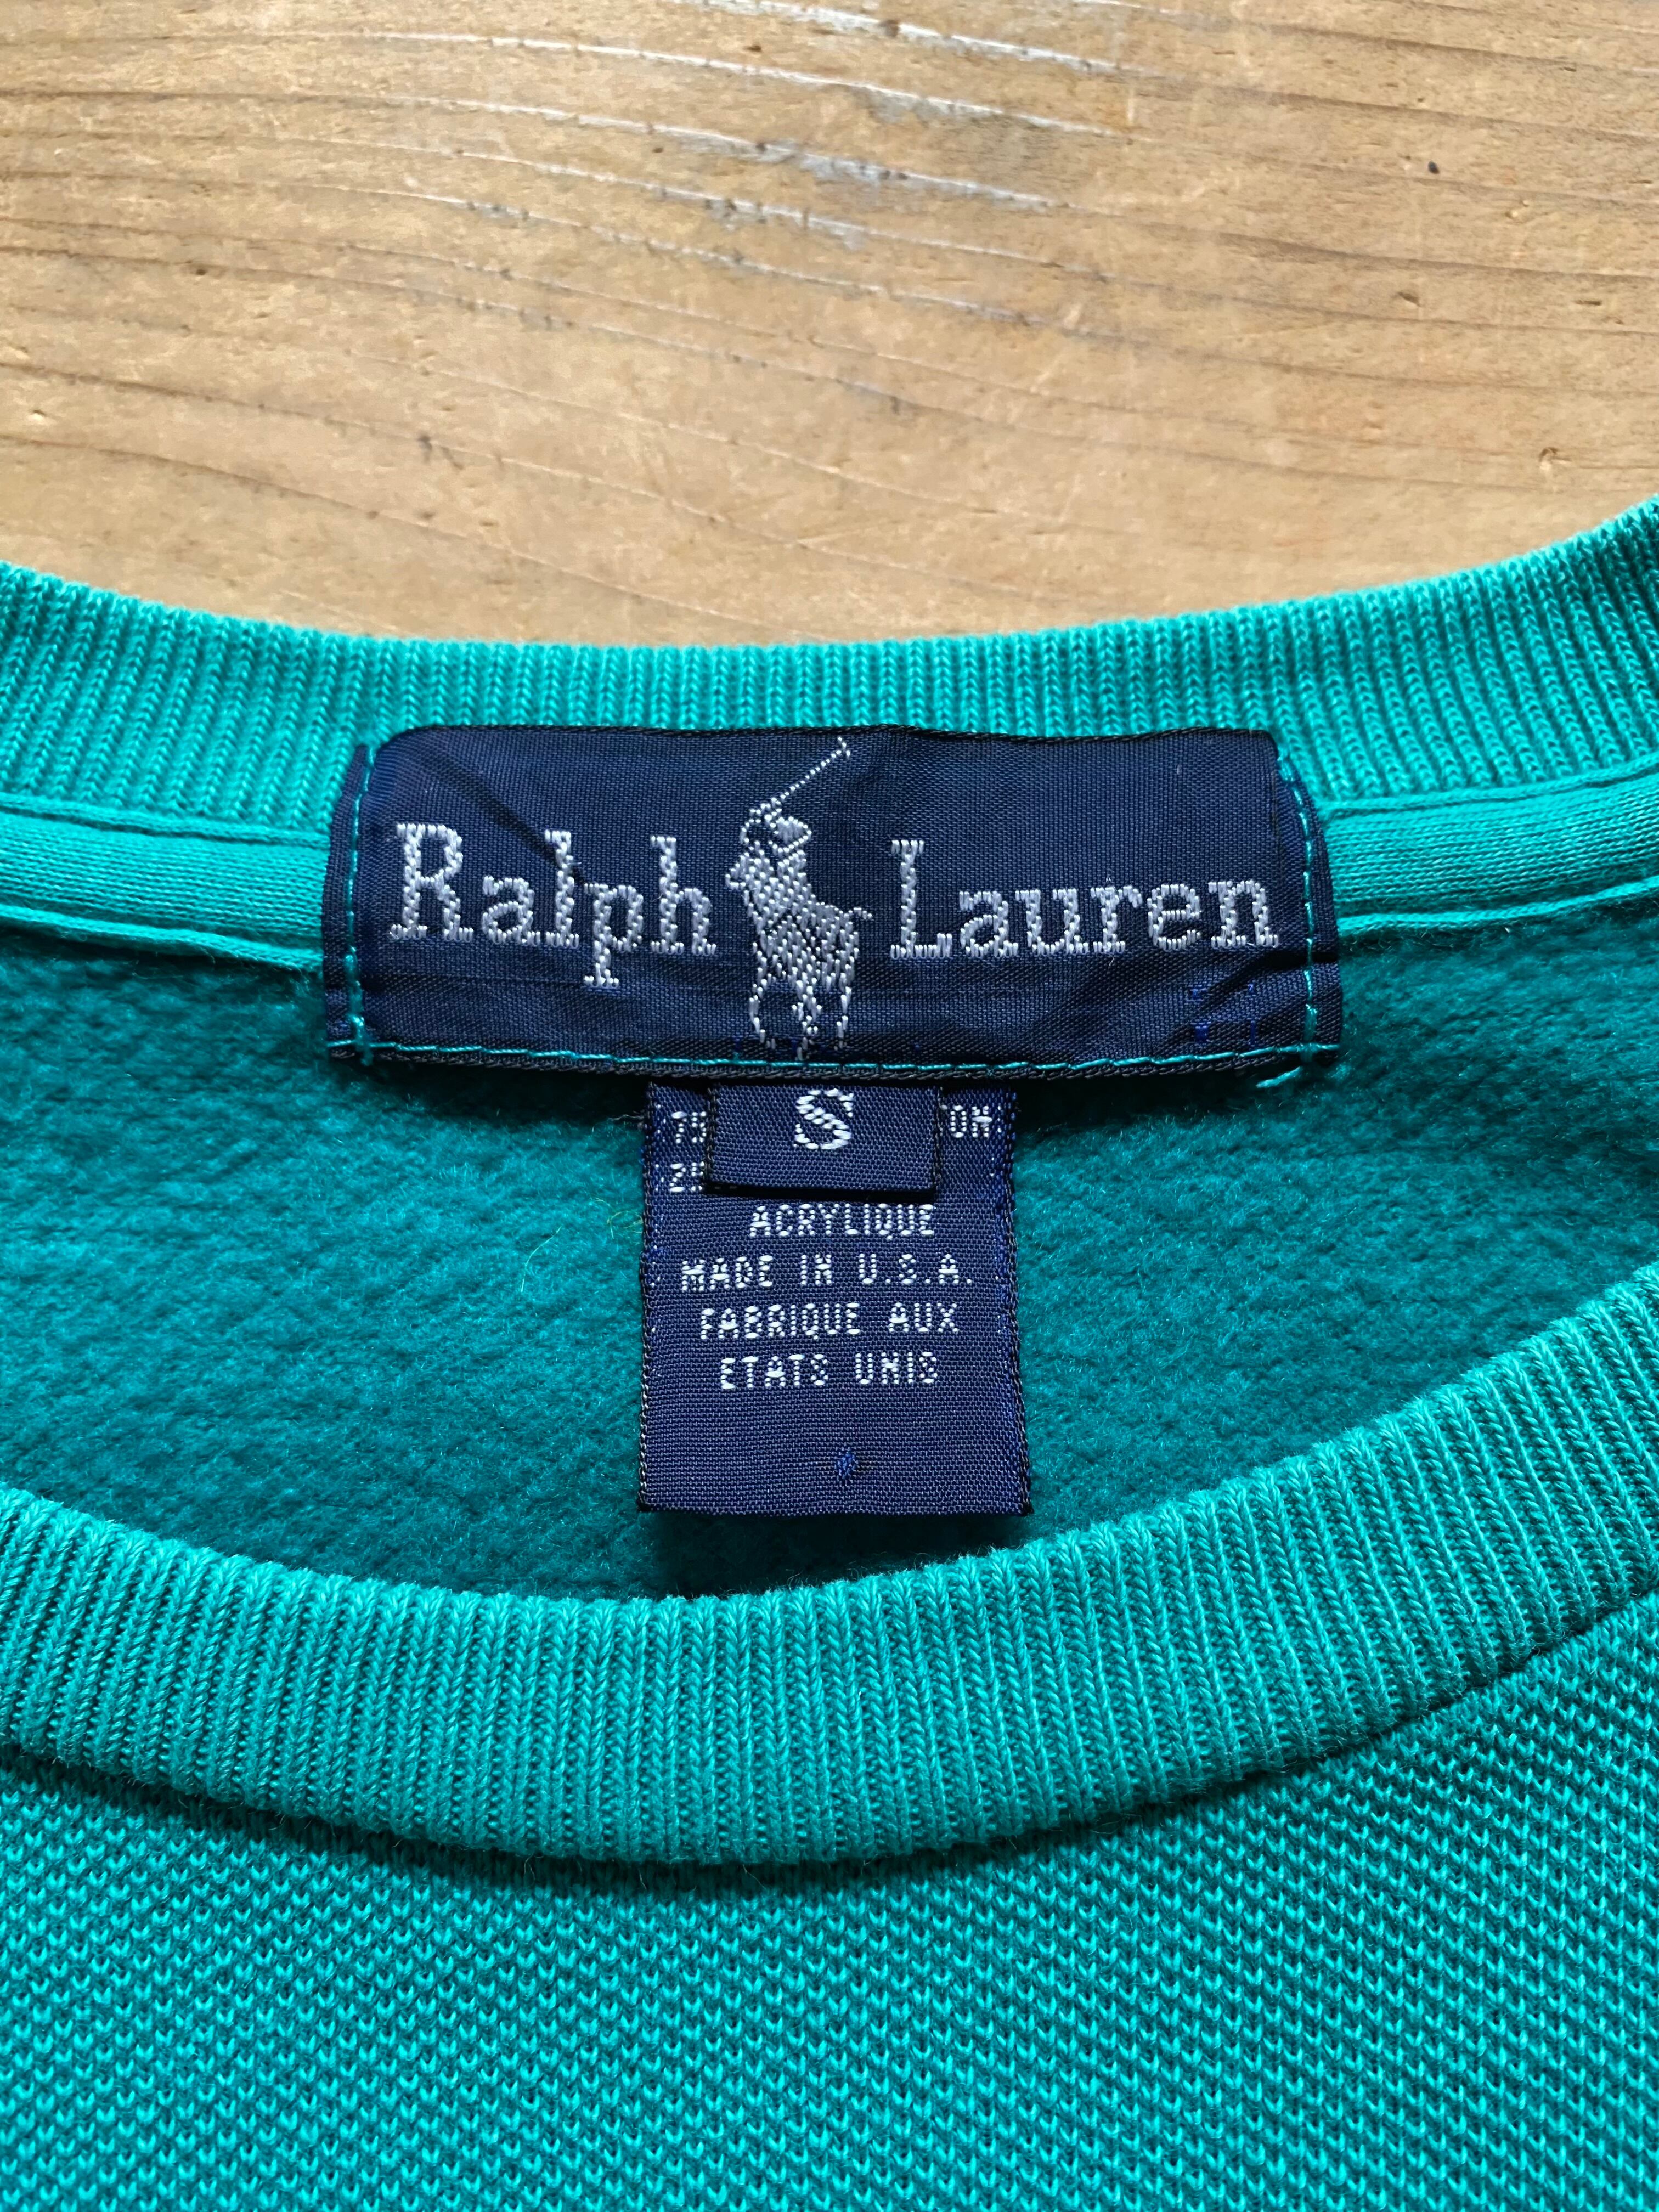 Ralph Lauren
S
ACRYLIQUE
MADE IN U.S.A.
FABRIQUE AUX
ETATS UNIS